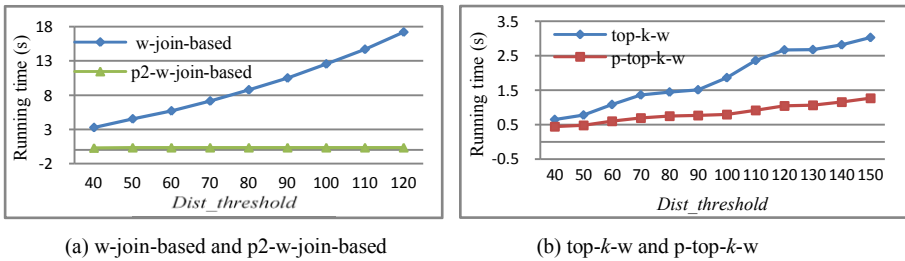 18
13
8
3
-2
Running time (s)
w-join-based
p2-w-join-based
40 50 60 70 80 90 100 110 120
Dist_threshold
(a) w-join-based and p2-w-join-based
3.5
2.5
1.5
0.5
-0.5
Running time (s)
top-k-w
p-top-k-w
40 50 60 70 80 90 100 110 120 130 140 150
Dist_threshold
(b) top-k-w and p-top-k-w